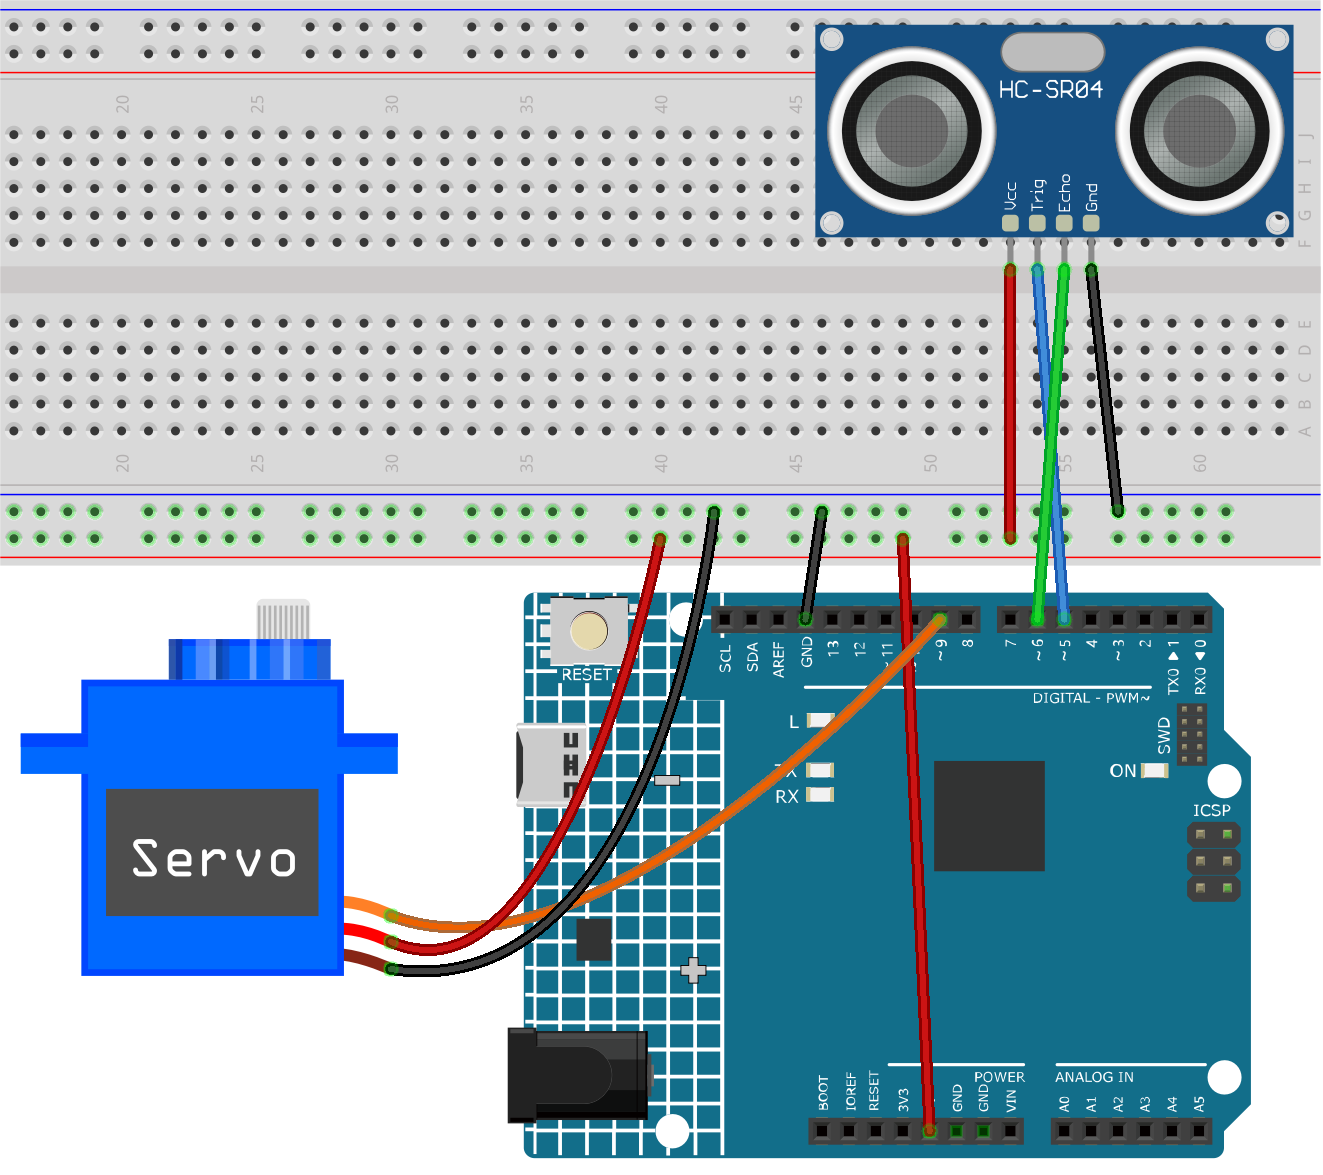 20 25 30 35 40 45
HC-SR04
Vcc Trig Echo Gnd
J
I
H
G
F
E
D
C
B
A
20 25 30 35 40 45 50 55 60
RESET
SCL SDA AREF GND 13 12 ~11 ~9 8 7 ~6 ~5 4 ~3 2 TX0 ▶ 1 RX0 ◀ 0
DIGITAL - PWM~
L
RX
SWD
ON
ICSP
Servo
POWER
ANALOG IN
BOOT IOREF RESET 3V3 GND GND VIN A0 A1 A2 A3 A4 A5